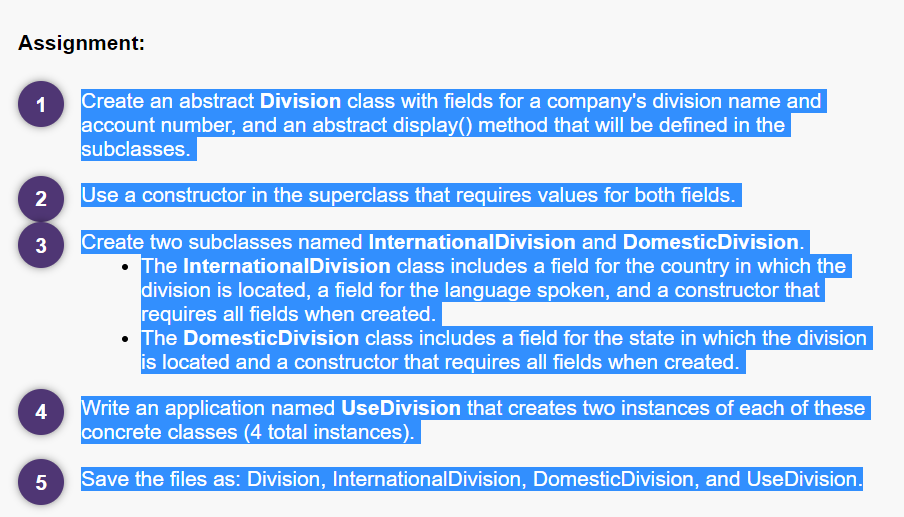 Assignment:
1
Create an abstract Division class with fields for a company's division name and
account number, and an abstract display() method that will be defined in the
subclasses.
2
Use a constructor in the superclass that requires values for both fields.
3
Create two subclasses named InternationalDivision and DomesticDivision.
• The InternationalDivision class includes a field for the country in which the
division is located, a field for the language spoken, and a constructor that
requires all fields when created.
• The DomesticDivision class includes a field for the state in which the division
is located and a constructor that requires all fields when created.
4
Write an application named UseDivision that creates two instances of each of these
concrete classes (4 total instances).
5
Save the files as: Division, InternationalDivision, DomesticDivision, and UseDivision.